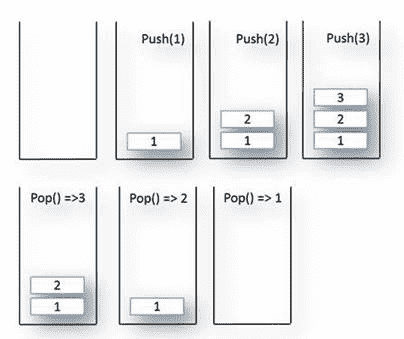 Push(1)
Push(2)
Push(3)
3
2
2
1
1
1
Pop() =>3
Pop() => 2
Pop() => 1
2
1
1